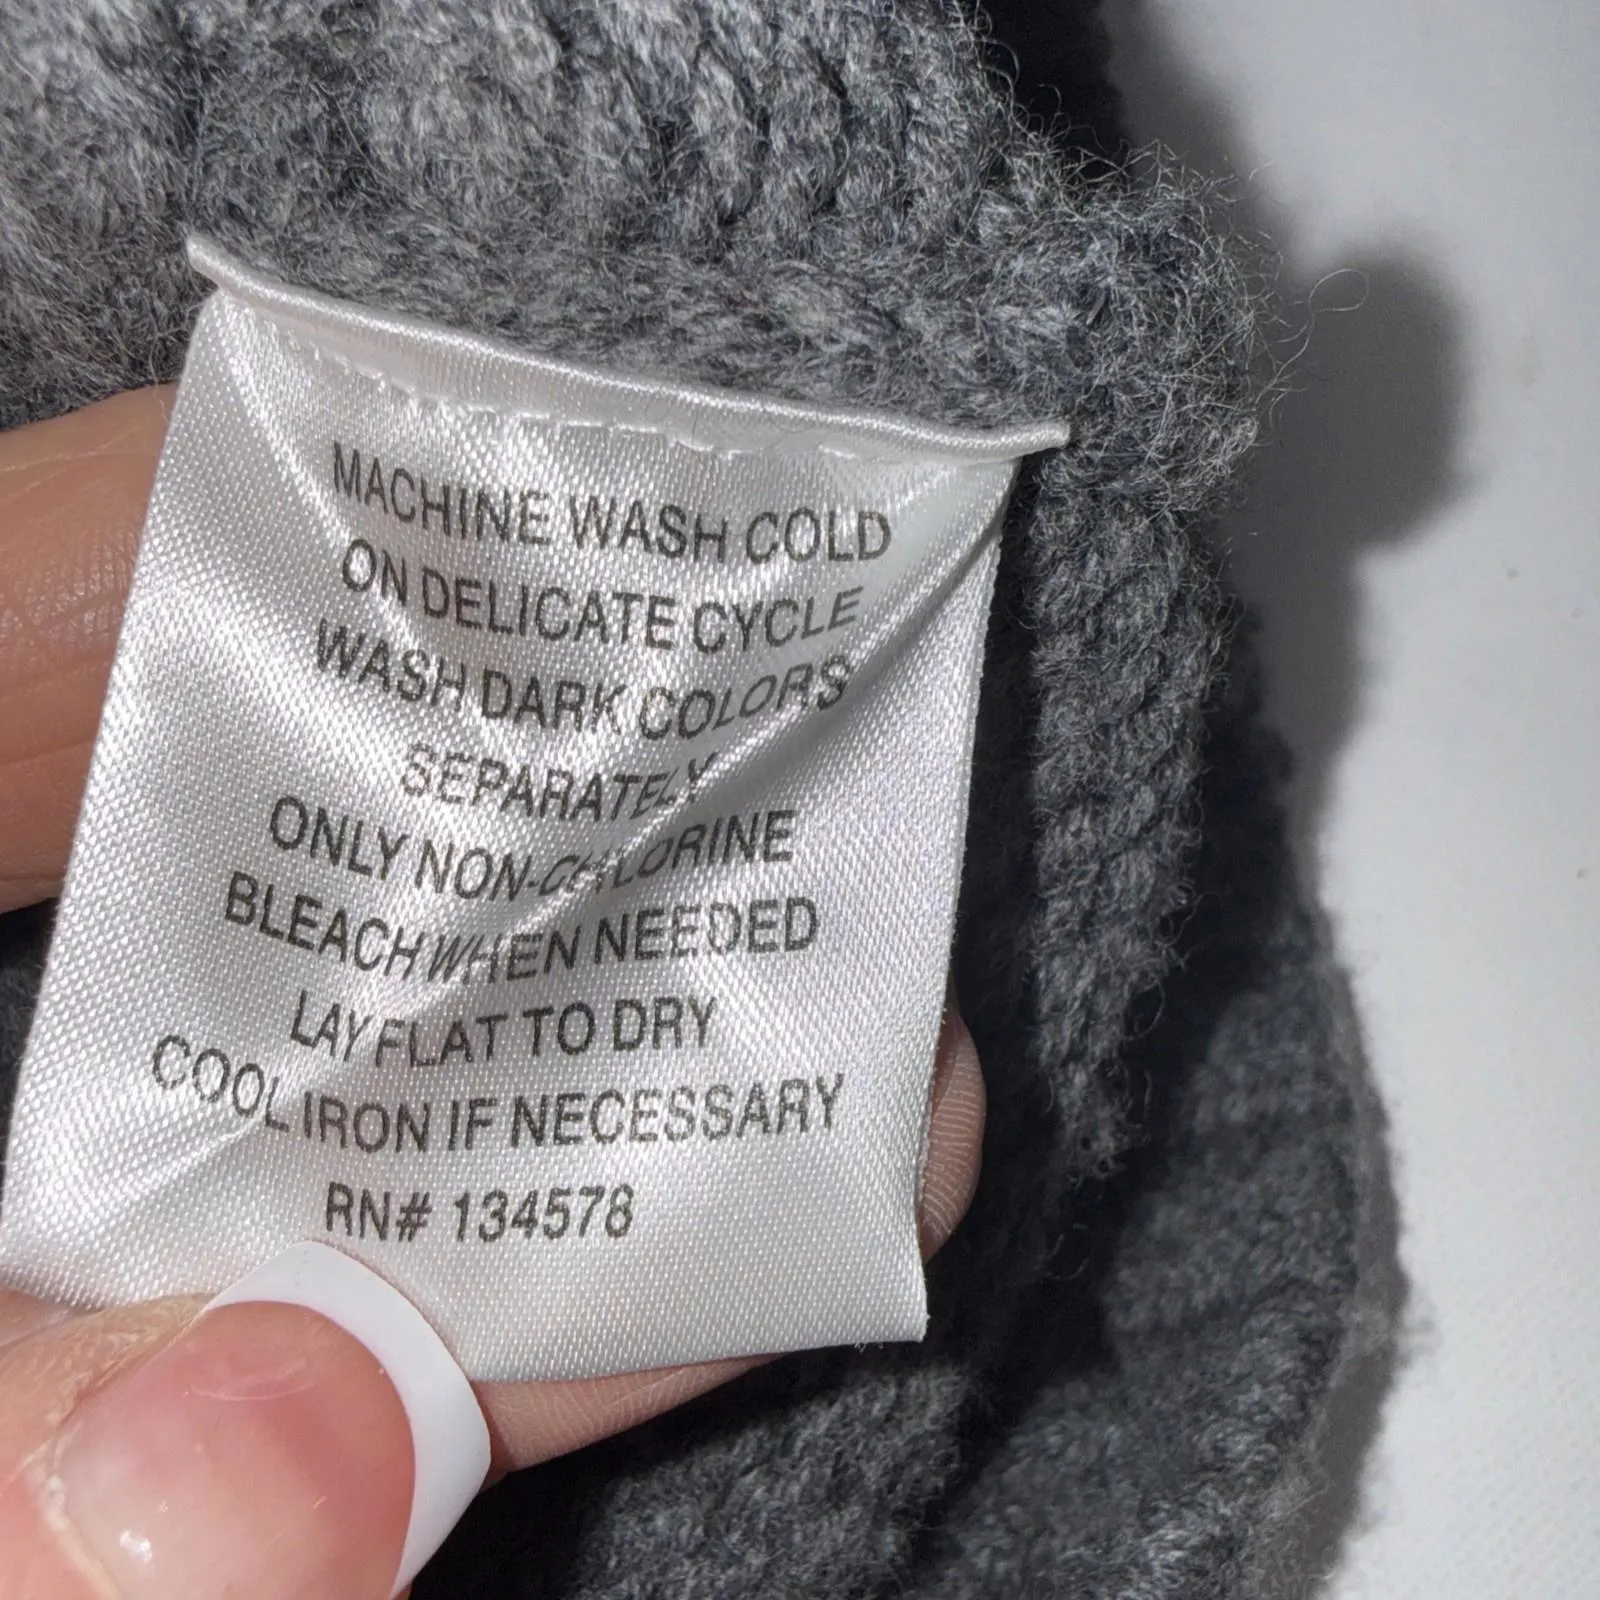 MACHINE WASH COLD
ON DELICATE CYCLE
WASH DARK COLORS
SEPARATELY
ONLY NON-CHLORINE
BLEACH WHEN NEEDED
LAY FLAT TO DRY
COOL IRON IF NECESSARY
RN# 134578